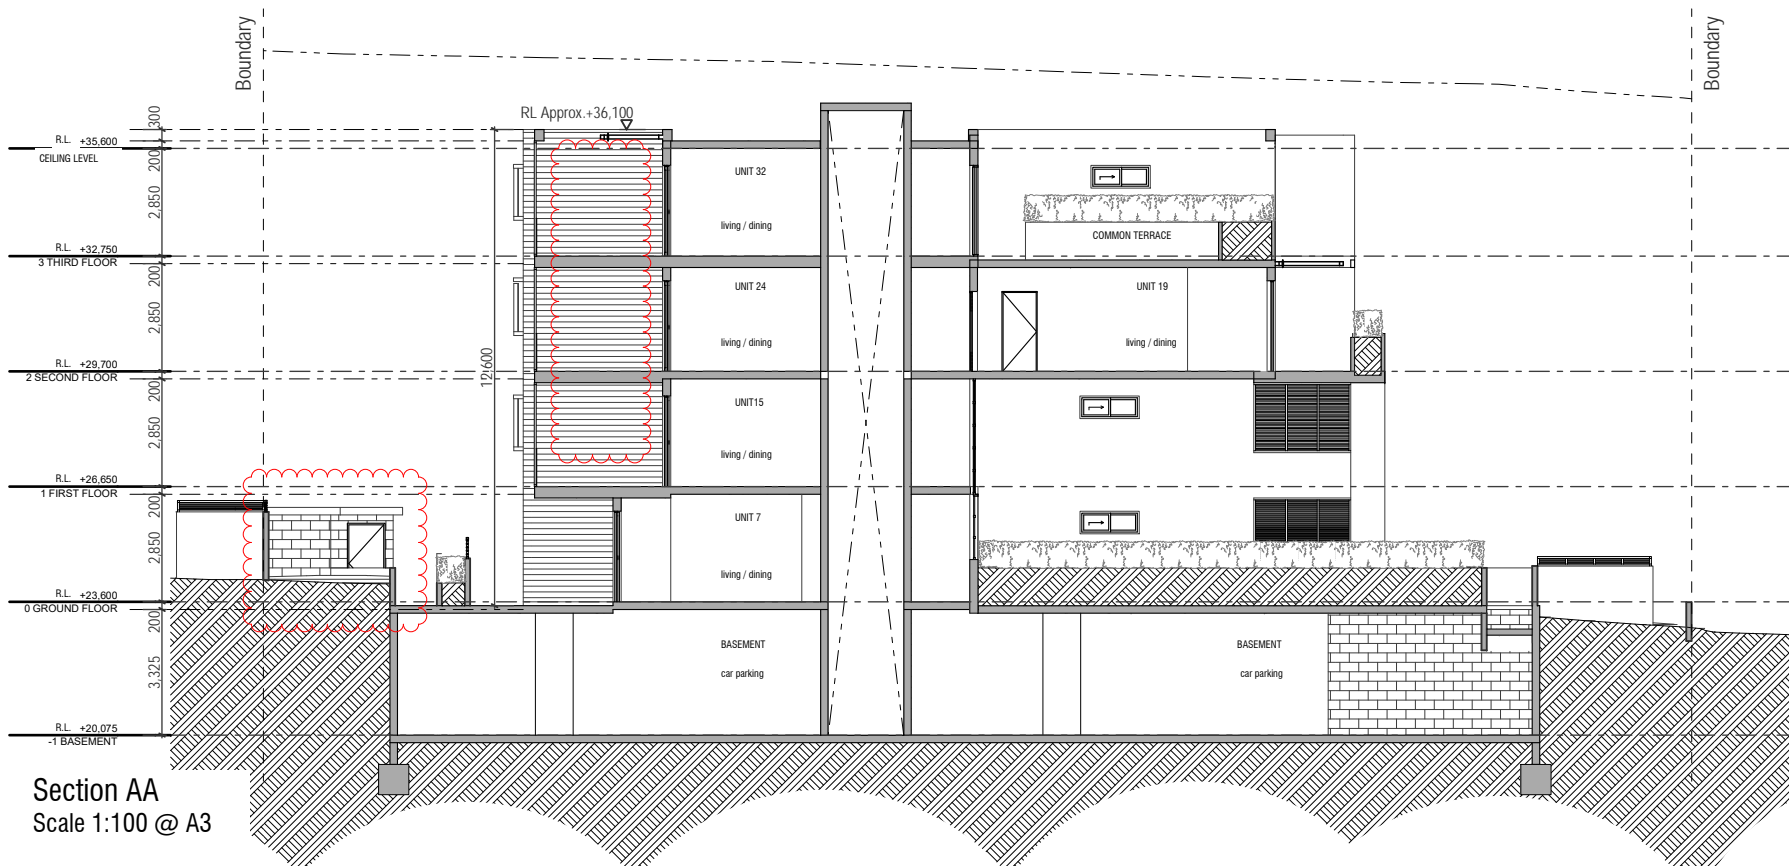 Boundary
Boundary
RL Approx.+36,100
300
R.L. +35,600
CEILING LEVEL
200
2,850
R.L. +32,750
3 THIRD FLOOR
200
2,850
R.L. +29,700
2 SECOND FLOOR
200
2,850
R.L. +26,650
1 FIRST FLOOR
200
2,850
R.L. +23,600
0 GROUND FLOOR
200
3,325
R.L. +20,075
-1 BASEMENT
12,600
UNIT 32
living / dining
COMMON TERRACE
UNIT 24
living / dining
UNIT 19
living / dining
UNIT15
living / dining
UNIT 7
living / dining
BASEMENT
car parking
BASEMENT
car parking
Section AA
Scale 1:100 @ A3